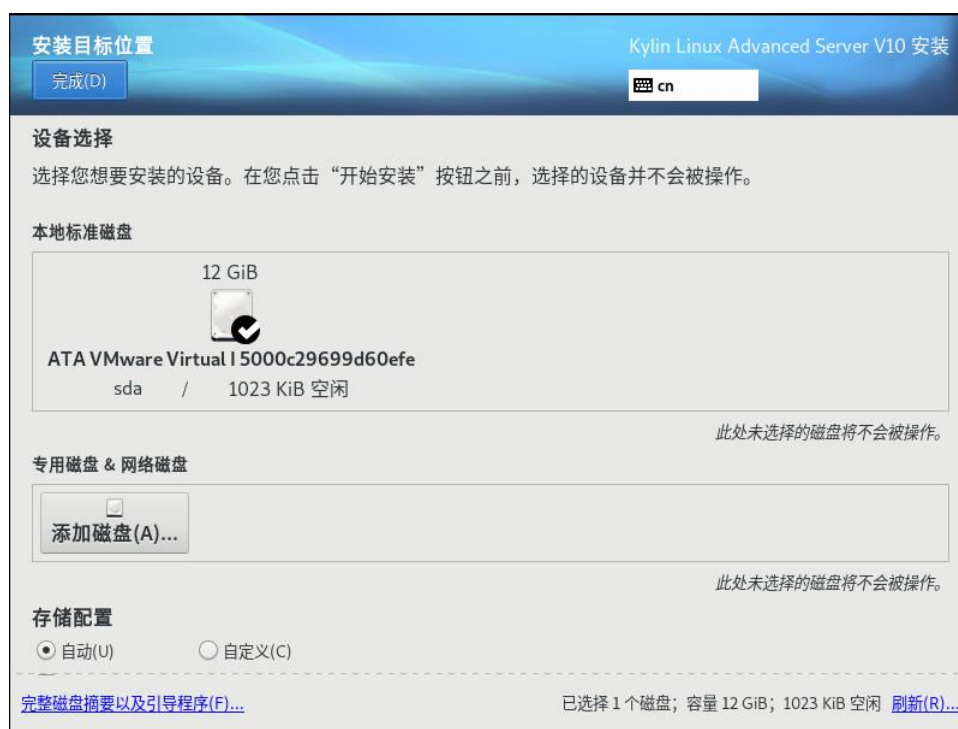 安装目标位置
Kylin Linux Advanced Server V10 安装
完成(D)
cn
设备选择
选择您想要安装的设备。在您点击“开始安装”按钮之前，选择的设备并不会被操作。
本地标准磁盘
12 GiB
ATA VMware Virtual I 5000c29699d60efe
sda / 1023 KiB 空闲
此处未选择的磁盘将不会被操作。
专用磁盘 & 网络磁盘
添加磁盘(A)...
此处未选择的磁盘将不会被操作。
存储配置
自动(U) 自定义(C)
完整磁盘摘要以及引导程序(F)... 已选择 1 个磁盘；容量 12 GiB；1023 KiB 空闲 刷新(R)...